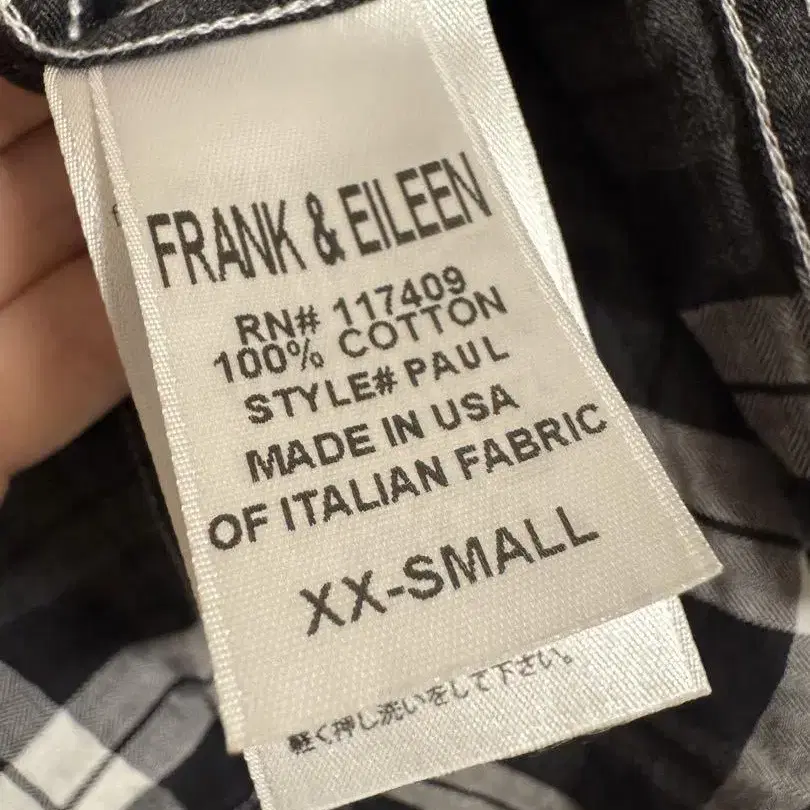 FRANK & EILEEN
RN# 117409
100% COTTON
STYLE# PAUL
MADE IN USA
OF ITALIAN FABRIC
XX-SMALL
軽く押し洗いをして下さい。